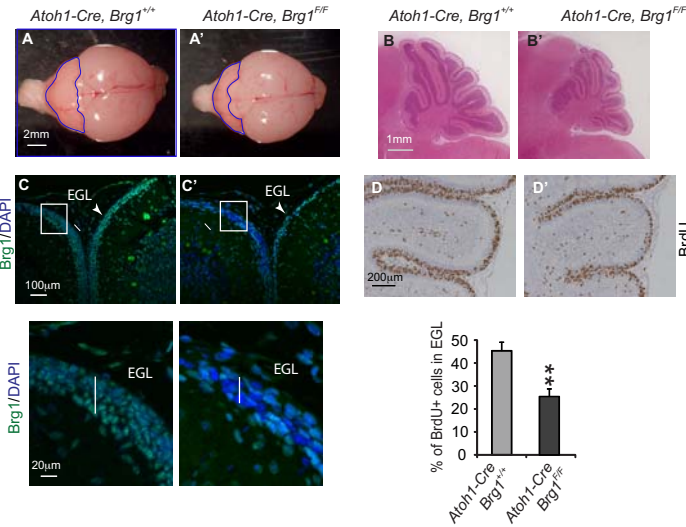 Atoh1-Cre, Brg1+/+
Atoh1-Cre, Brg1F/F
Atoh1-Cre, Brg1+/+
Atoh1-Cre, Brg1F/F
A
A'
B
B'
2mm
1mm
C
EGL
C'
EGL
D
D'
Brg1/DAPI
BrdU
100µm
200µm
EGL
EGL
Brg1/DAPI
20µm
% of BrdU+ cells in EGL
50
40
30
20
10
0
**
Atoh1-Cre
Brg1+/+
Atoh1-Cre
Brg1F/F